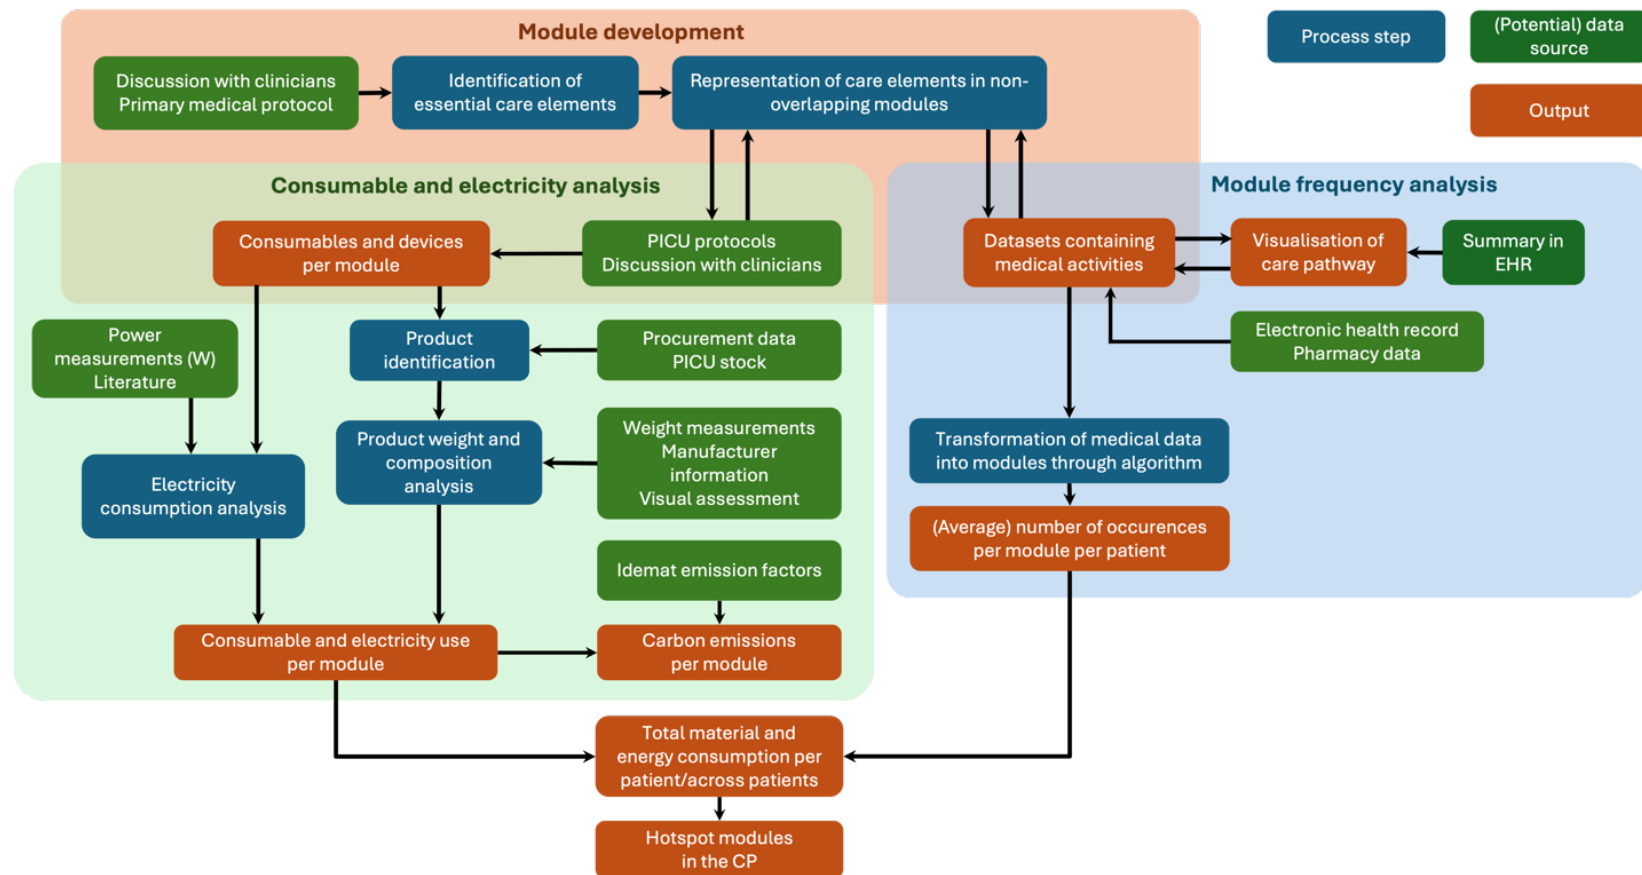 Module development
Process step
(Potential) data
source
Output
Discussion with clinicians
Primary medical protocol
Identification of
essential care elements
Representation of care elements in non-
overlapping modules
Consumable and electricity analysis
Module frequency analysis
Consumables and devices
per module
PICU protocols
Discussion with clinicians
Datasets containing
medical activities
Visualisation of
care pathway
Summary in
EHR
Power
measurements (W)
Literature
Product
identification
Procurement data
PICU stock
Electronic health record
Pharmacy data
Electricity
consumption analysis
Product weight and
composition
analysis
Weight measurements
Manufacturer
information
Visual assessment
Transformation of medical data
into modules through algorithm
(Average) number of occurences
per module per patient
Idemat emission factors
Consumable and electricity use
per module
Carbon emissions
per module
Total material and
energy consumption per
patient/across patients
Hotspot modules
in the CP